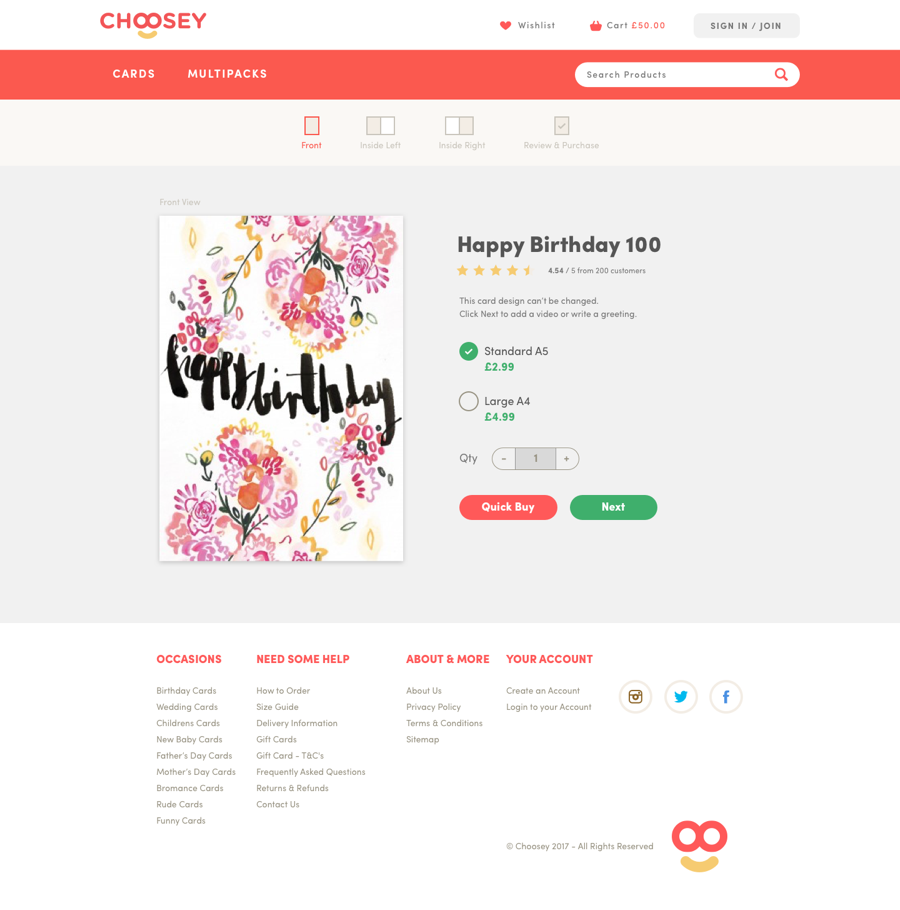 CHOOSEY
Wishlist
Cart £50.00
SIGN IN / JOIN
CARDS
MULTIPACKS
Search Products
Front
Inside Left
Inside Right
Review & Purchase
Front View
happy birthday
Happy Birthday 100
4.54 / 5 from 200 customers
This card design can't be changed.
Click Next to add a video or write a greeting.
Standard A5
£2.99
Large A4
£4.99
Qty
- 1 +
Quick Buy
Next
OCCASIONS
Birthday Cards
Wedding Cards
Childrens Cards
New Baby Cards
Father's Day Cards
Mother's Day Cards
Bromance Cards
Rude Cards
Funny Cards
NEED SOME HELP
How to Order
Size Guide
Delivery Information
Gift Cards
Gift Card - T&C's
Frequently Asked Questions
Returns & Refunds
Contact Us
ABOUT & MORE
About Us
Privacy Policy
Terms & Conditions
Sitemap
YOUR ACCOUNT
Create an Account
Login to your Account
© Choosey 2017 - All Rights Reserved